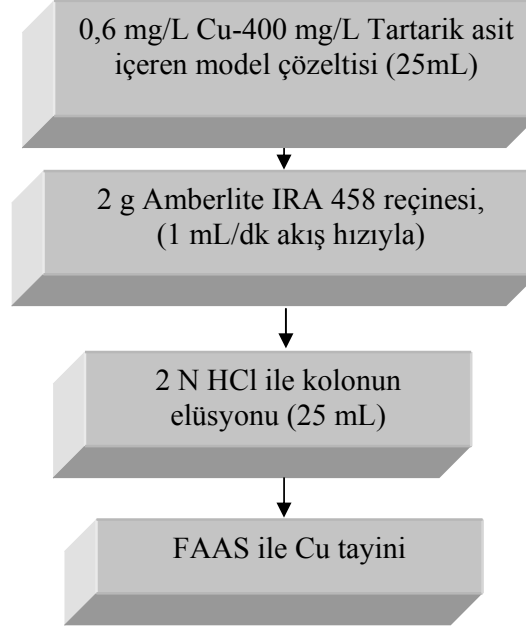 0,6 mg/L Cu-400 mg/L Tartarik asit
içeren model çözeltisi (25mL)
2 g Amberlite IRA 458 reçinesi,
(1 mL/dk akış hızıyla)
2 N HCl ile kolonun
elüsyonu (25 mL)
FAAS ile Cu tayini